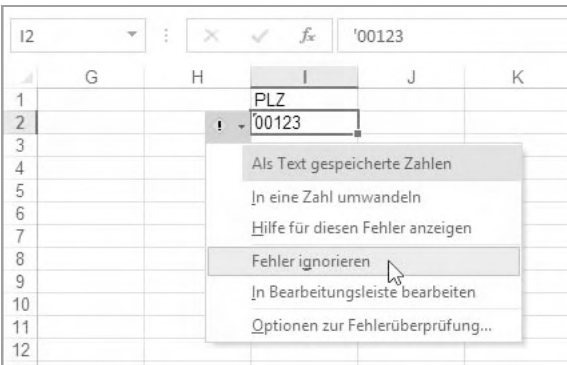 I2 fx '00123
G H I J K
1 PLZ
2 ! 00123
3
4 Als Text gespeicherte Zahlen
5 In eine Zahl umwandeln
6
7 Hilfe für diesen Fehler anzeigen
8 Fehler ignorieren
9
10 In Bearbeitungsleiste bearbeiten
11 Optionen zur Fehlerüberprüfung...
12